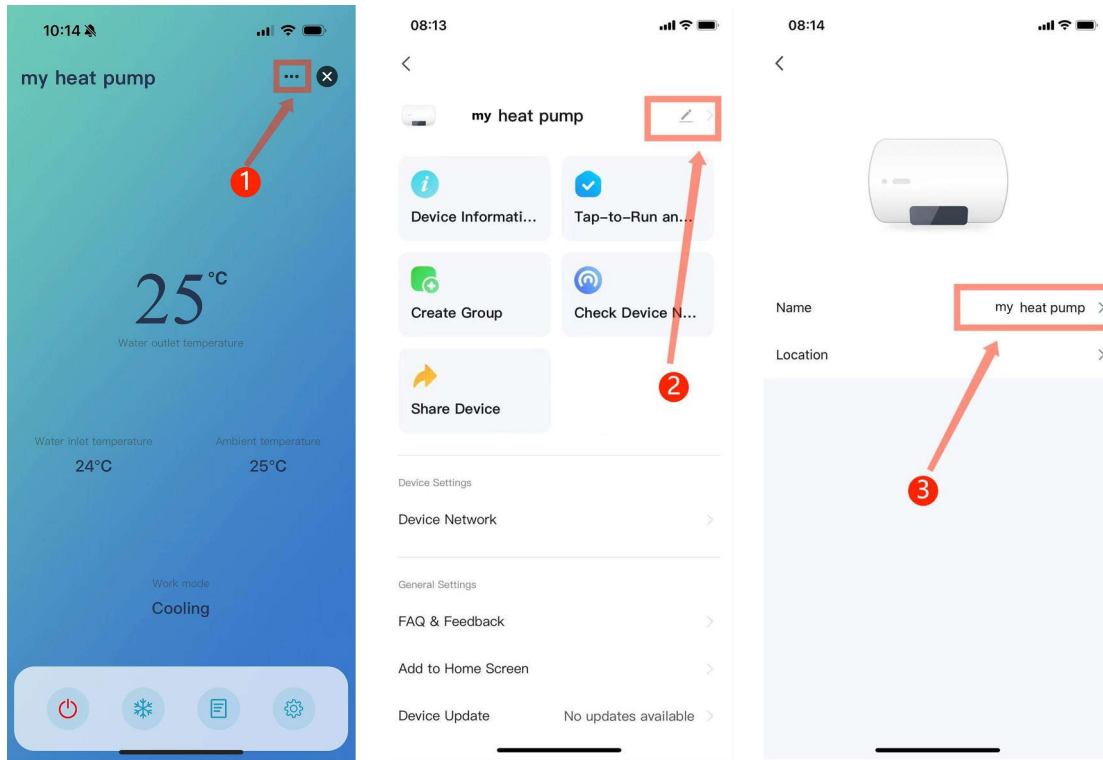 10:14
my heat pump
1
25°C
Water outlet temperature
Water inlet temperature
Ambient temperature
24°C
25°C
Work mode
Cooling
08:13
my heat pump
Device Informati...
Tap-to-Run an...
Create Group
Check Device N...
2
Share Device
Device Settings
Device Network
General Settings
FAQ & Feedback
Add to Home Screen
Device Update
No updates available
08:14
Name
my heat pump
Location
3